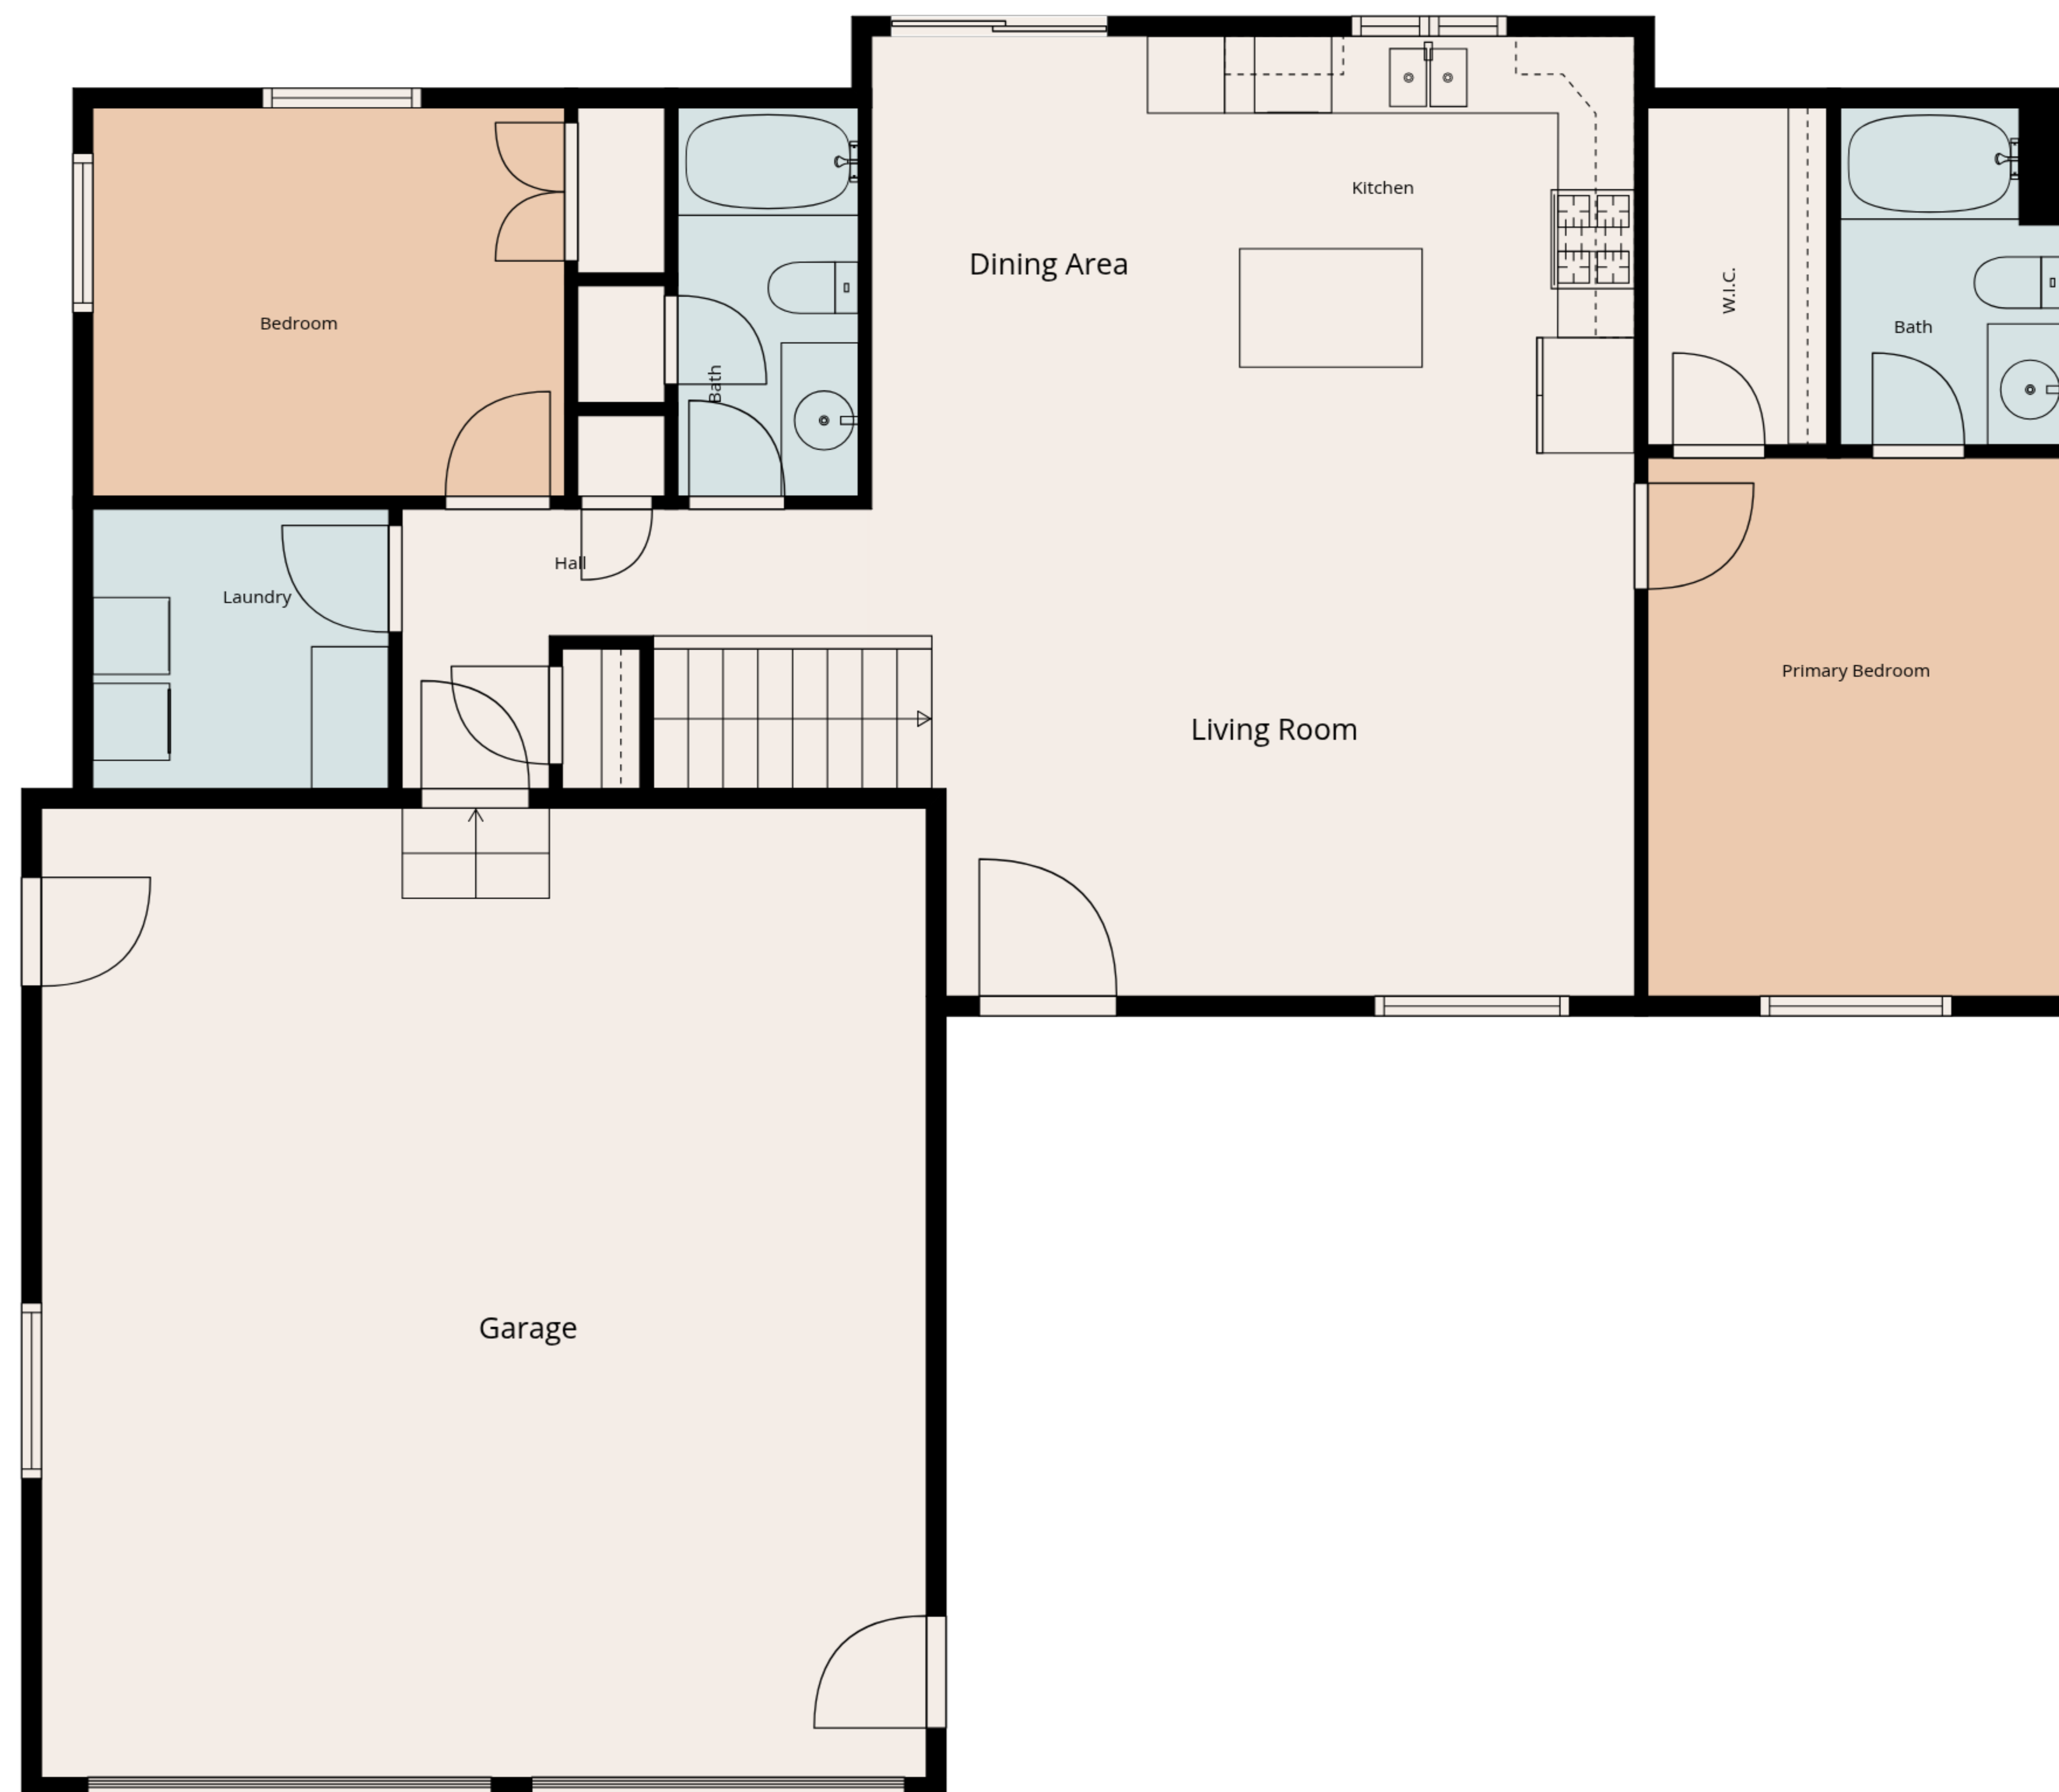 Kitchen
Dining Area
W.I.C.
Bedroom
Bath
Bath
Hall
Laundry
Primary Bedroom
Living Room
Garage